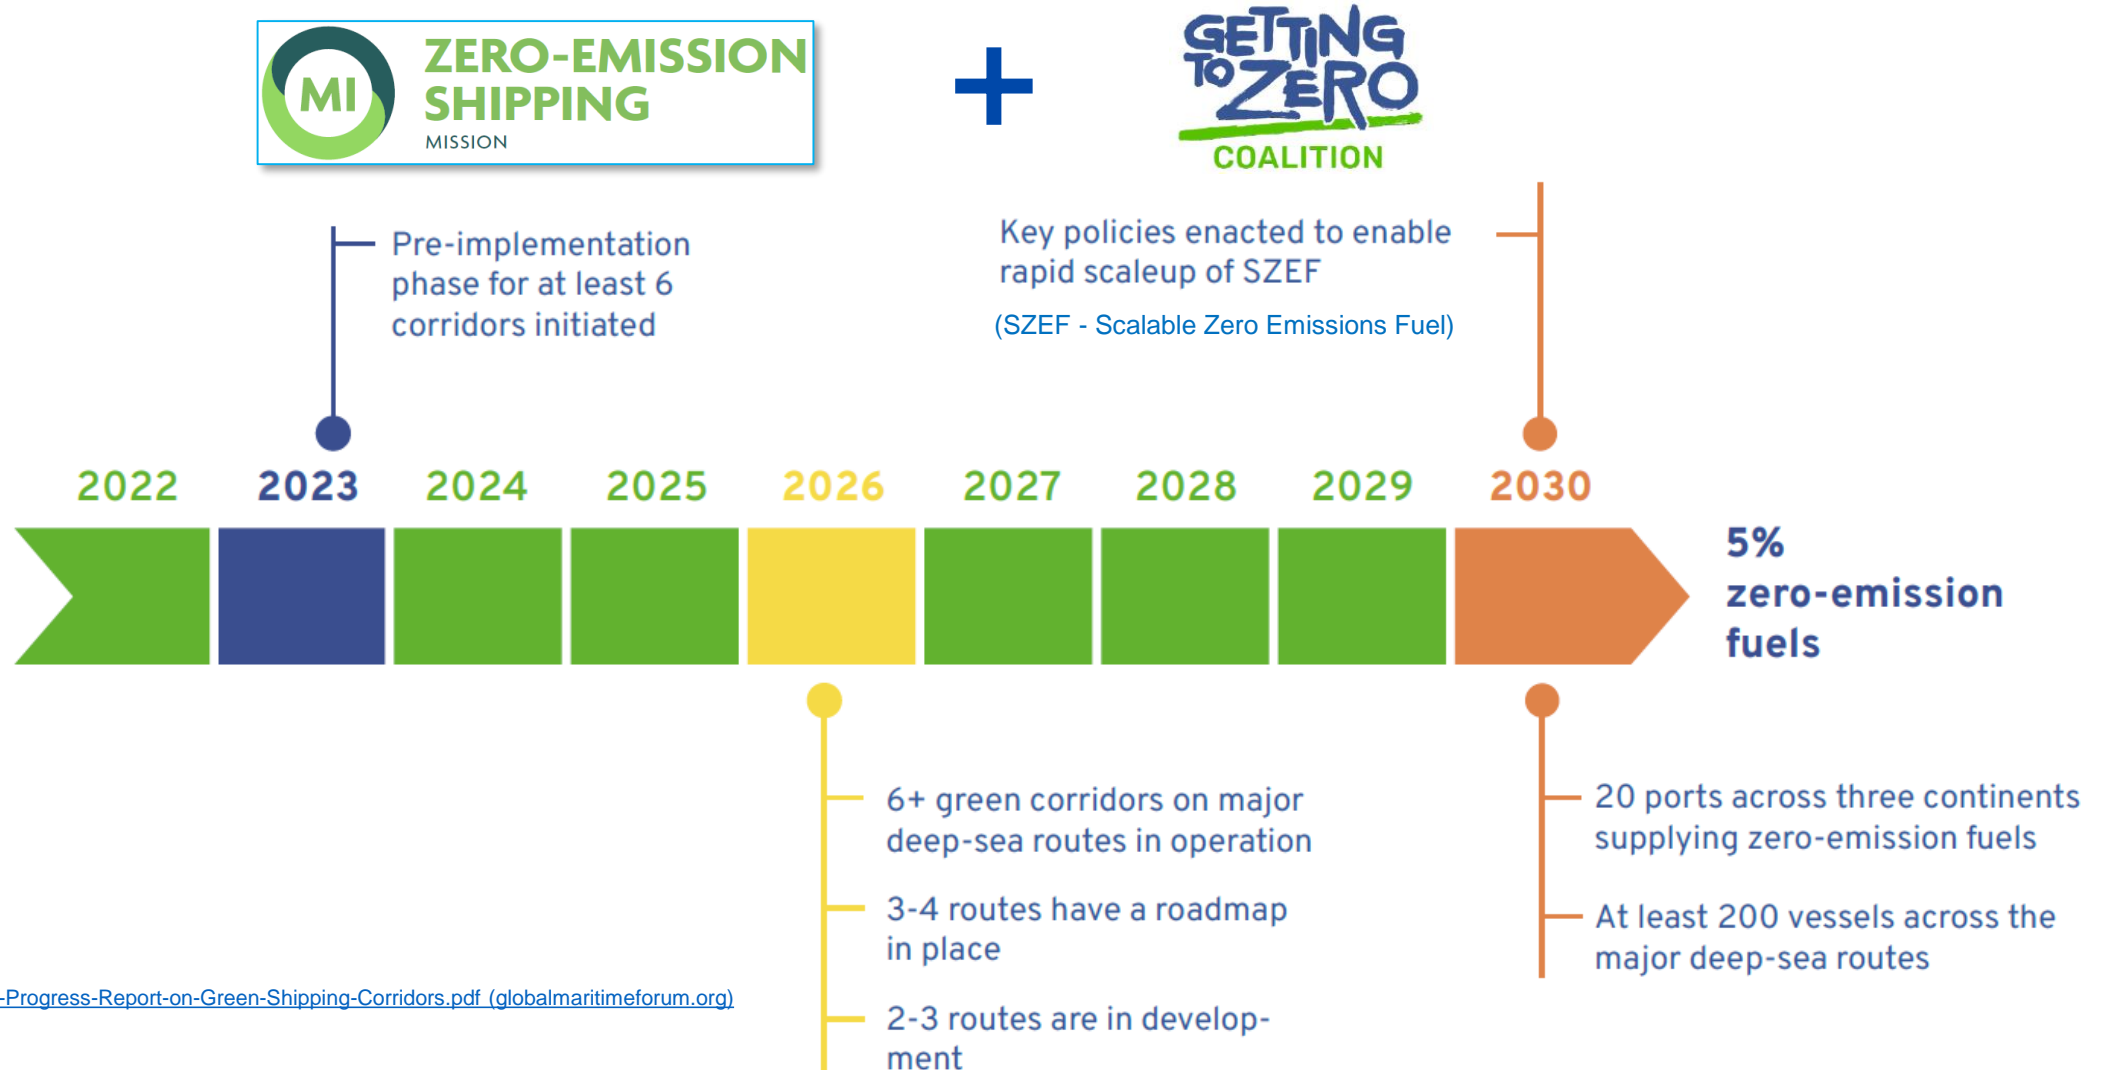 MI
ZERO-EMISSION
SHIPPING
MISSION
+
GETTING
TO ZERO
COALITION
Pre-implementation
phase for at least 6
corridors initiated
Key policies enacted to enable
rapid scaleup of SZEF
(SZEF - Scalable Zero Emissions Fuel)
2022 2023 2024 2025 2026 2027 2028 2029 2030
5%
zero-emission
fuels
6+ green corridors on major
deep-sea routes in operation
3-4 routes have a roadmap
in place
2-3 routes are in develop-
ment
20 ports across three continents
supplying zero-emission fuels
At least 200 vessels across the
major deep-sea routes
-Progress-Report-on-Green-Shipping-Corridors.pdf (globalmaritimeforum.org)